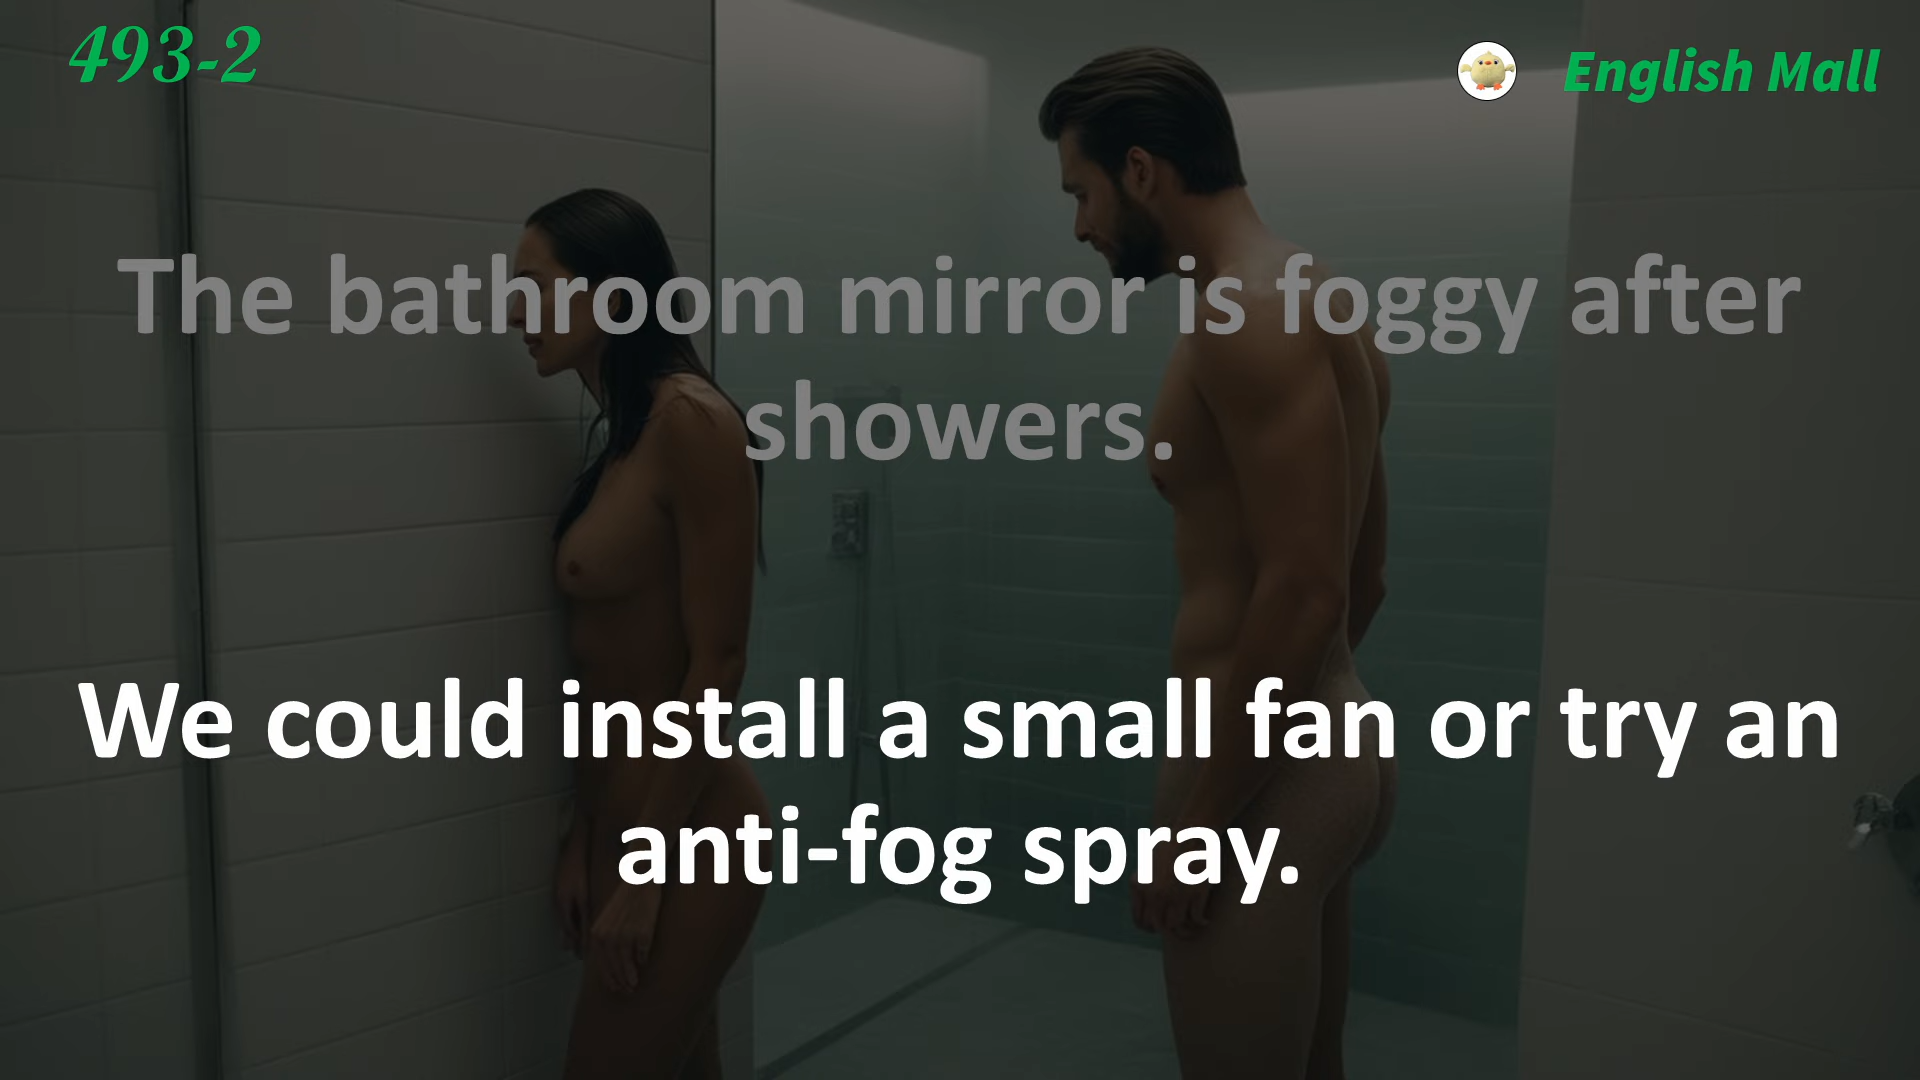 493-2
English Mall
The bathroom mirror is foggy after
showers.
We could install a small fan or try an
anti-fog spray.